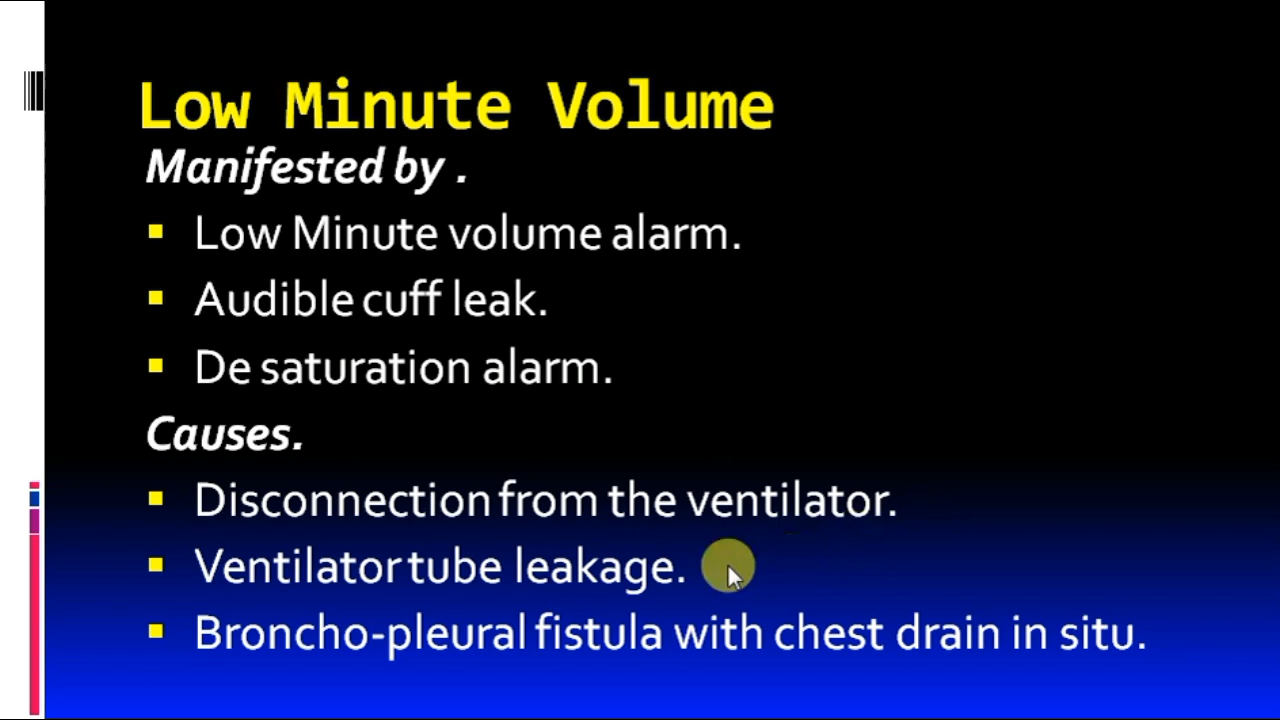 Low Minute Volume
Manifested by .
Low Minute volume alarm.
Audible cuff leak.
De saturation alarm.
Causes.
Disconnection from the ventilator.
Ventilator tube leakage.
Broncho-pleural fistula with chest drain in situ.